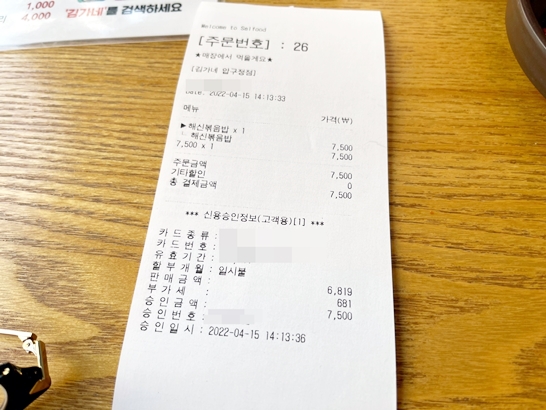 1,000
4,000
'김가네'를 검색하세요
Welcome To Selfood
[주문번호] : 26
★매장에서 먹을게요★
[김가네 압구정점]
Date: 2022-04-15 14:13:33
메뉴 가격(₩)
▶해신볶음밥 x 1 7,500
해신볶음밥
7,500 x 1 7,500
주문금액 7,500
기타할인 0
총 결제금액 7,500
*** 신용승인정보(고객용)[1] ***
카드종류 :
카드번호 :
유효기간 :
할부개월 : 일시불
판매금액 : 6,819
부가세 : 681
승인금액 : 7,500
승인번호 :
승인일시 : 2022-04-15 14:13:36